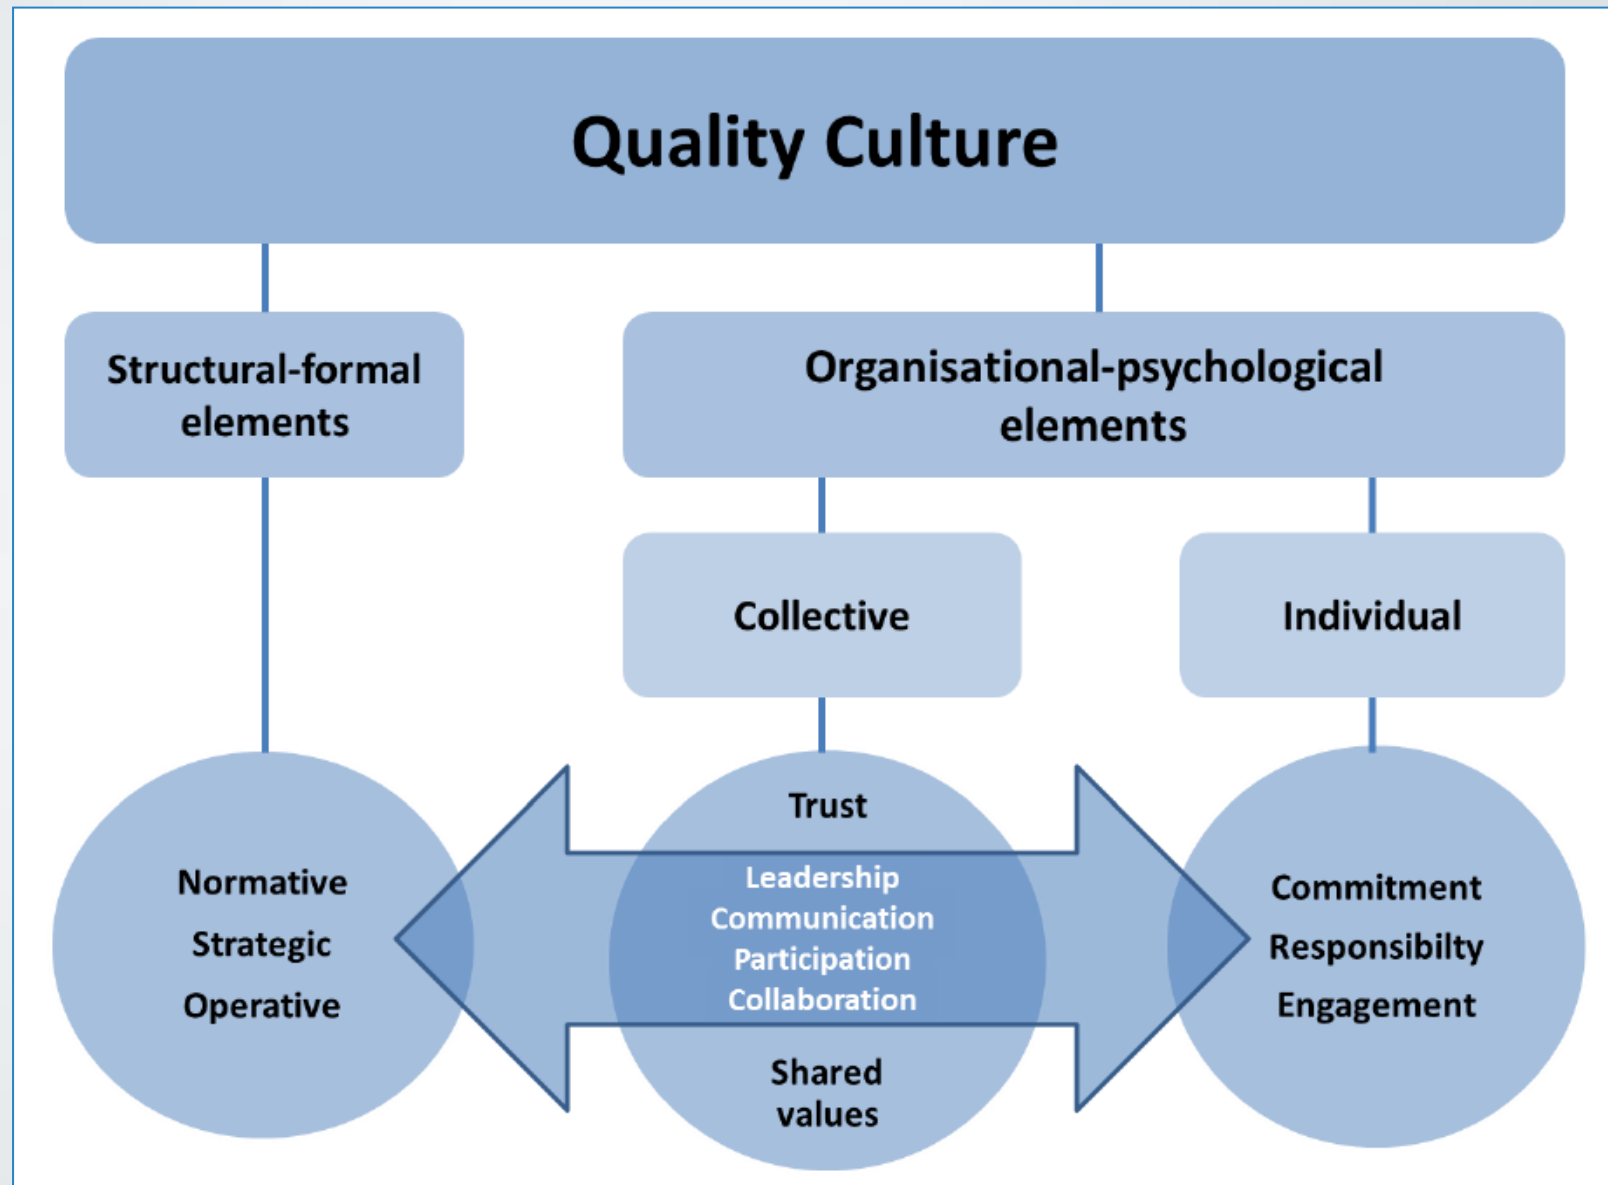 Quality Culture
Structural-formal
elements
Organisational-psychological
elements
Collective
Individual
Normative
Strategic
Operative
Trust
Leadership
Communication
Participation
Collaboration
Shared
values
Commitment
Responsibilty
Engagement